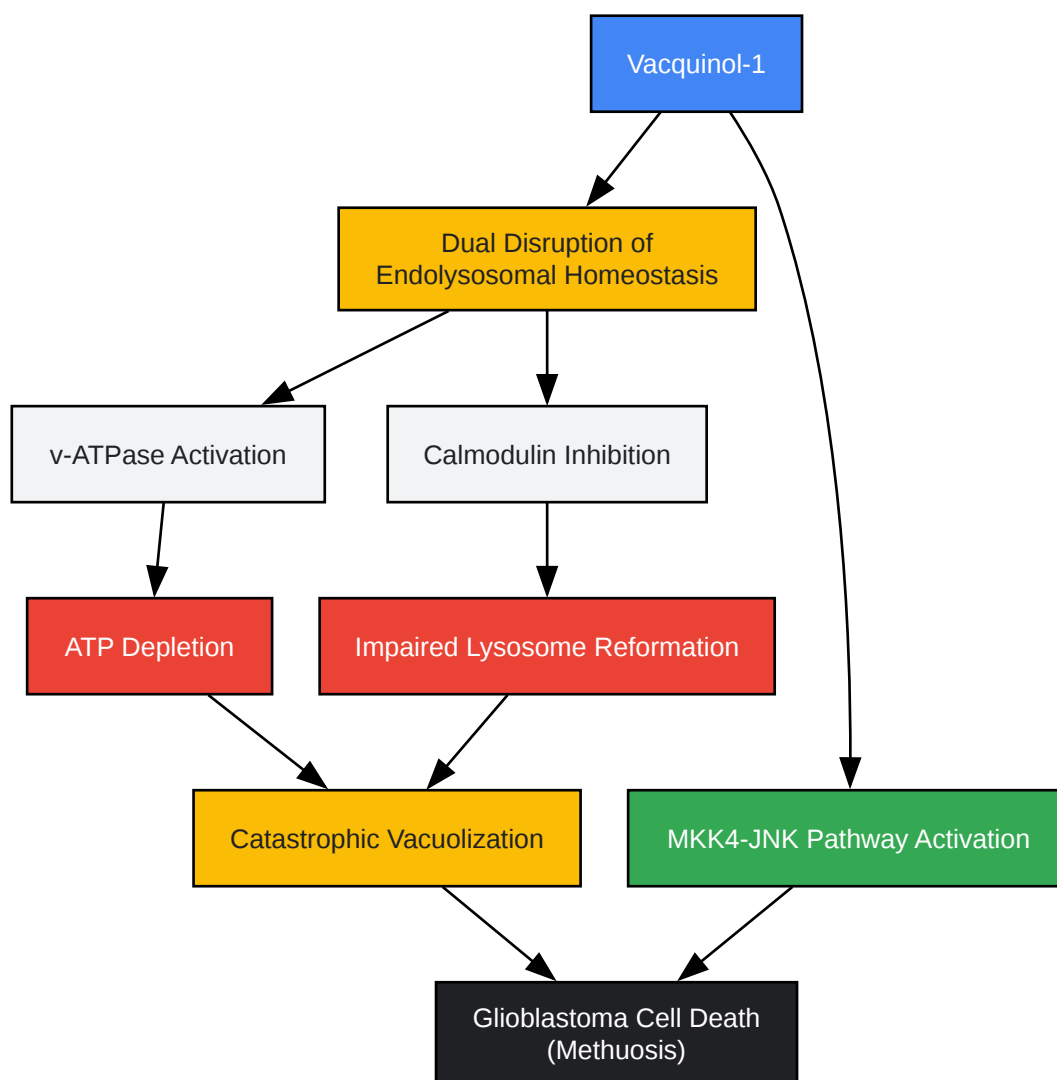 Vacquinol-1
Dual Disruption of
Endolysosomal Homeostasis
v-ATPase Activation
Calmodulin Inhibition
ATP Depletion
Impaired Lysosome Reformation
Catastrophic Vacuolization
MKK4-JNK Pathway Activation
Glioblastoma Cell Death
(Methuosis)